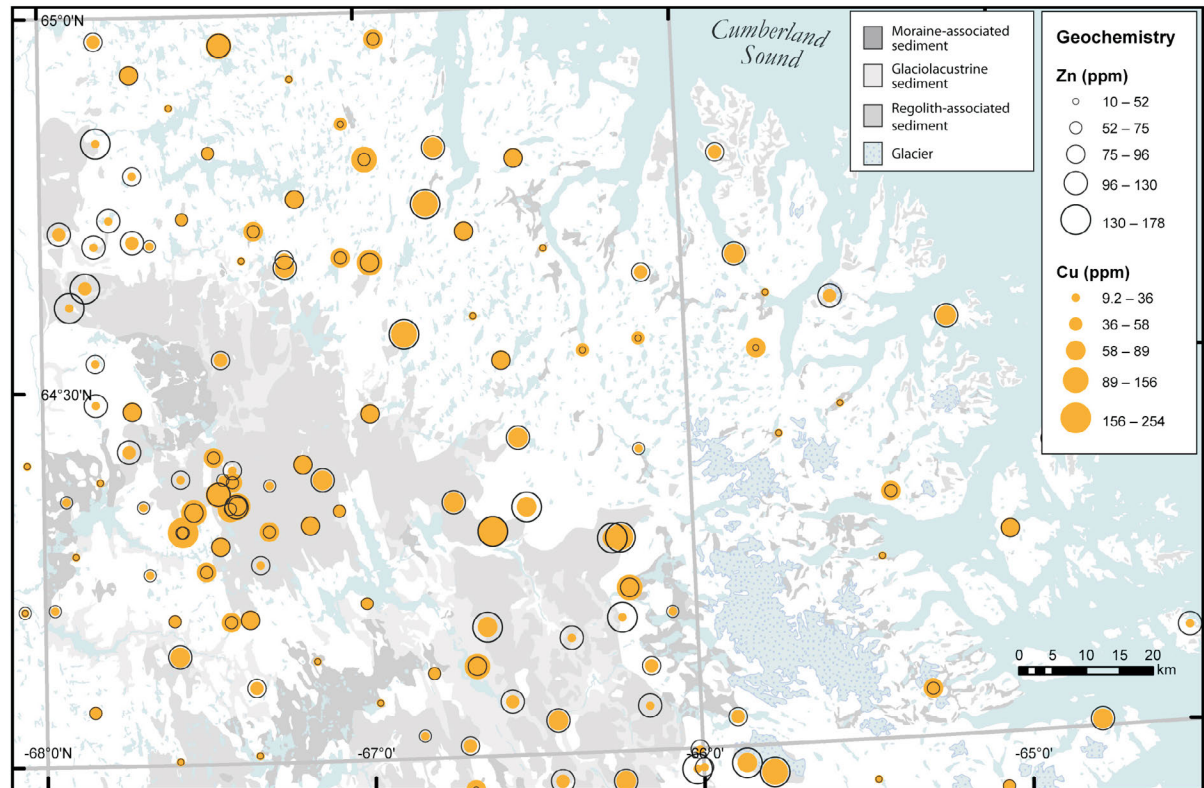 65°0'N
Cumberland
Sound
Moraine-associated
sediment
Glaciolacustrine
sediment
Regolith-associated
sediment
Glacier
Geochemistry
Zn (ppm)
10 – 52
52 – 75
75 – 96
96 – 130
130 – 178
Cu (ppm)
9.2 – 36
36 – 58
58 – 89
89 – 156
156 – 254
64°30'N
0 5 10 15 20
km
-68°0'N
-67°0'
-66°0'
-65°0'